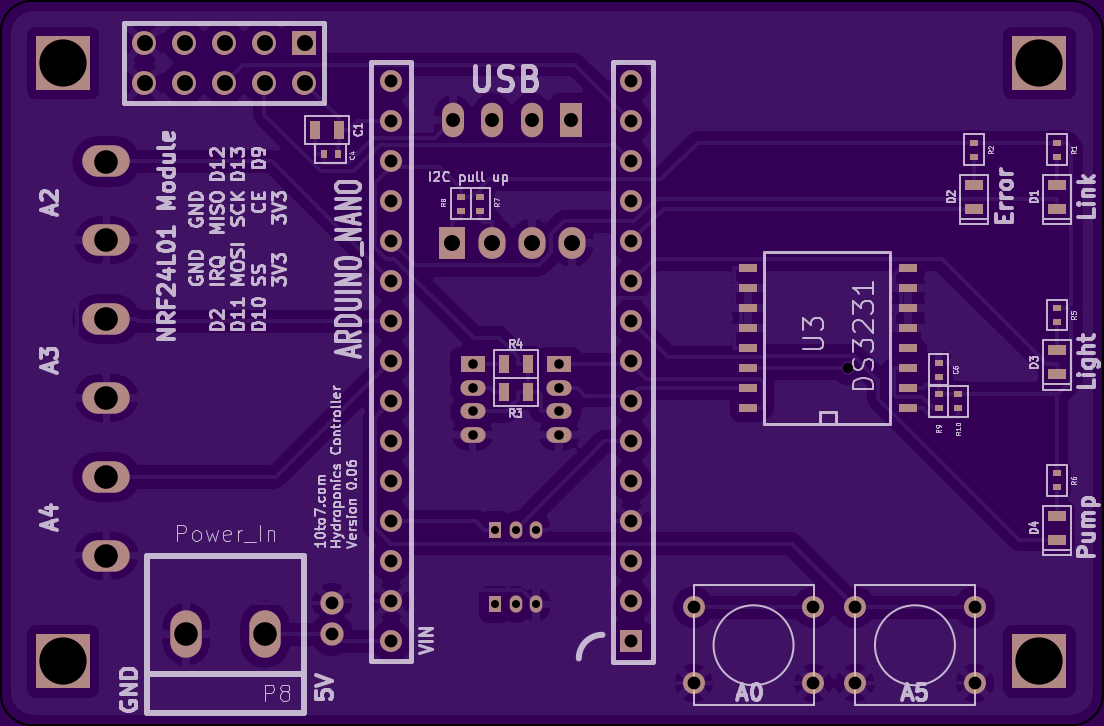 USB
C1
C4
R2
R1
I2C pull up
R8
R7
D2
Error
D1
Link
A2
NRF24L01 Module
GND GND D12
IRQ MISO D13
D2
D11 MOSI SCK D13
D10 SS CE D9
3V3 3V3
ARDUINO_NANO
U3
DS3231
R5
D3
Light
A3
R4
R3
C6
R9
R10
10to7.com
Hydraponics Controller
Version 0.06
R6
D4
Pump
A4
Power_In
VIN
GND
P8
5V
A0
A5